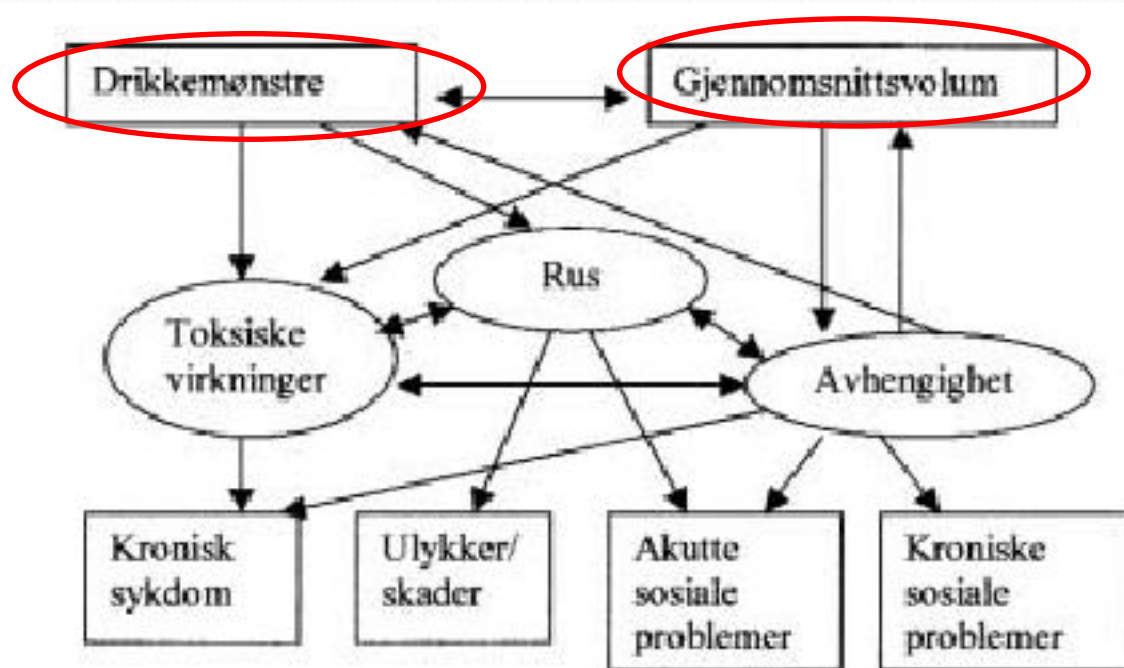 Drikkemønstre
Gjennomsnittsvolum
Rus
Toksiske
virkninger
Avhengighet
Kronisk
sykdom
Ulykker/
skader
Akutte
sosiale
problemer
Kroniske
sosiale
problemer